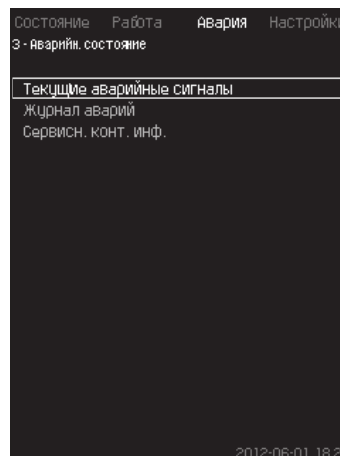 Состояние Работа Авария Настройки
3 - Аварийн. состояние
Текущие аварийные сигналы
Журнал аварий
Сервисн. конт. инф.
2012-06-01 18:2